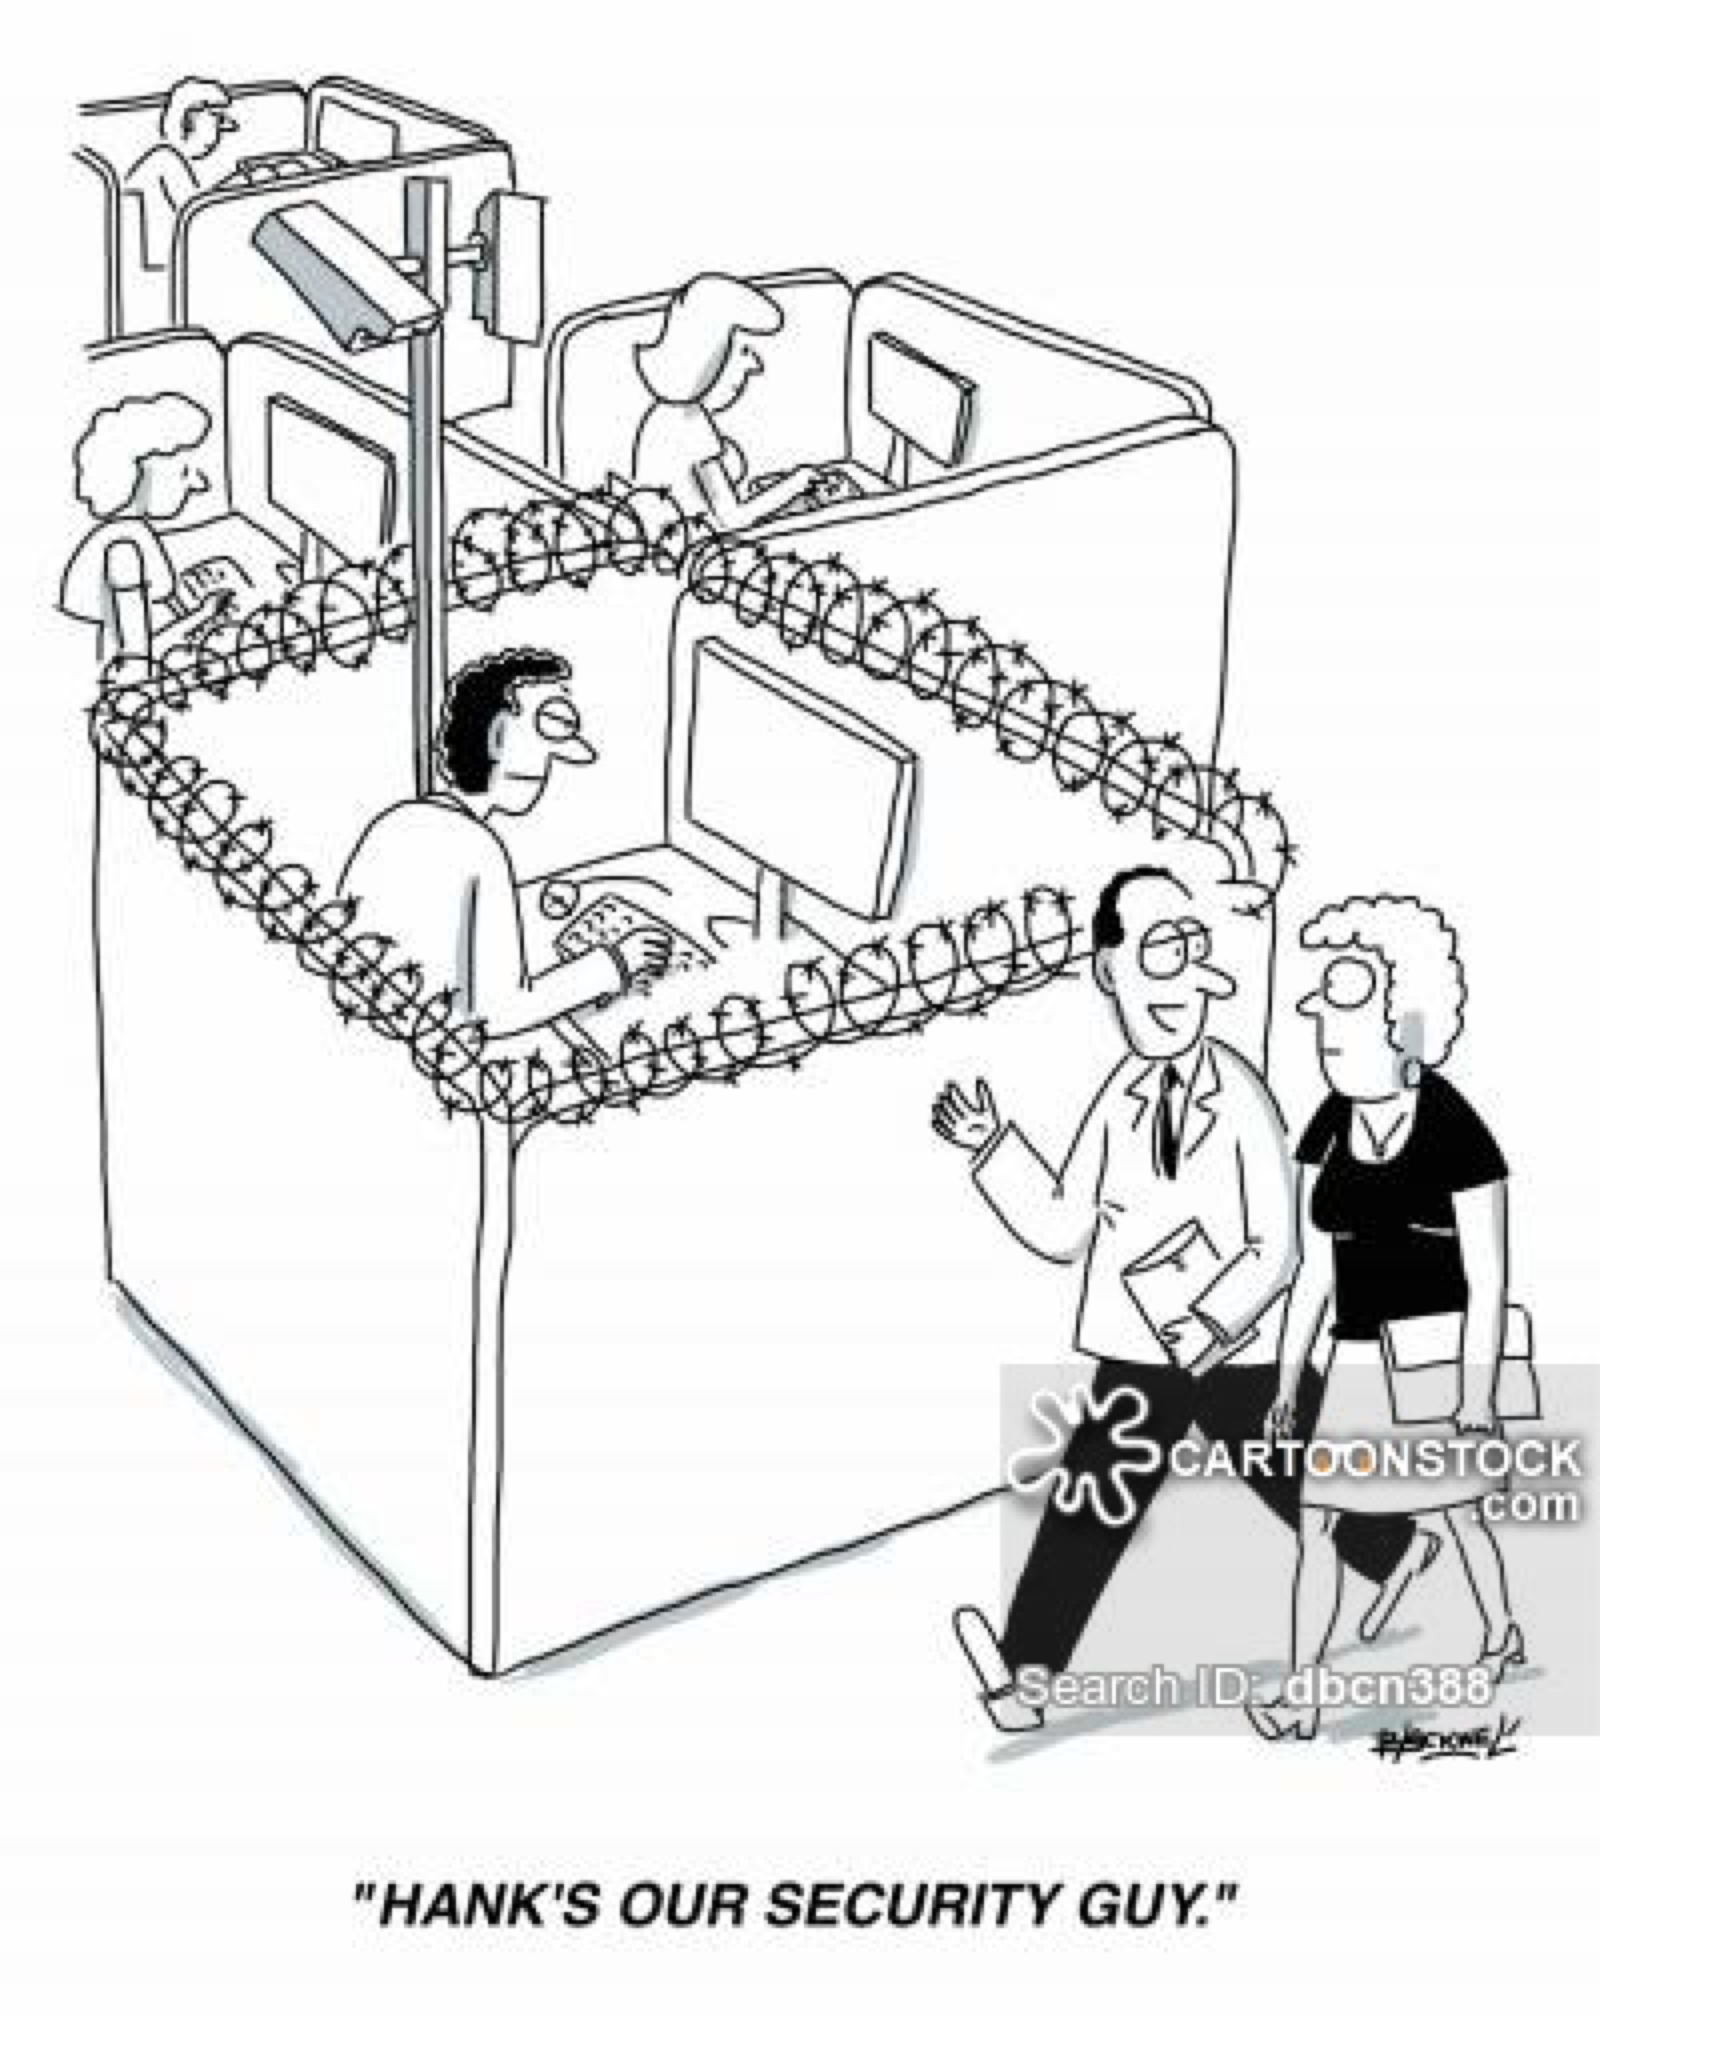 CARTOONSTOCK
.com
Search ID: dbcn388
"HANK'S OUR SECURITY GUY."